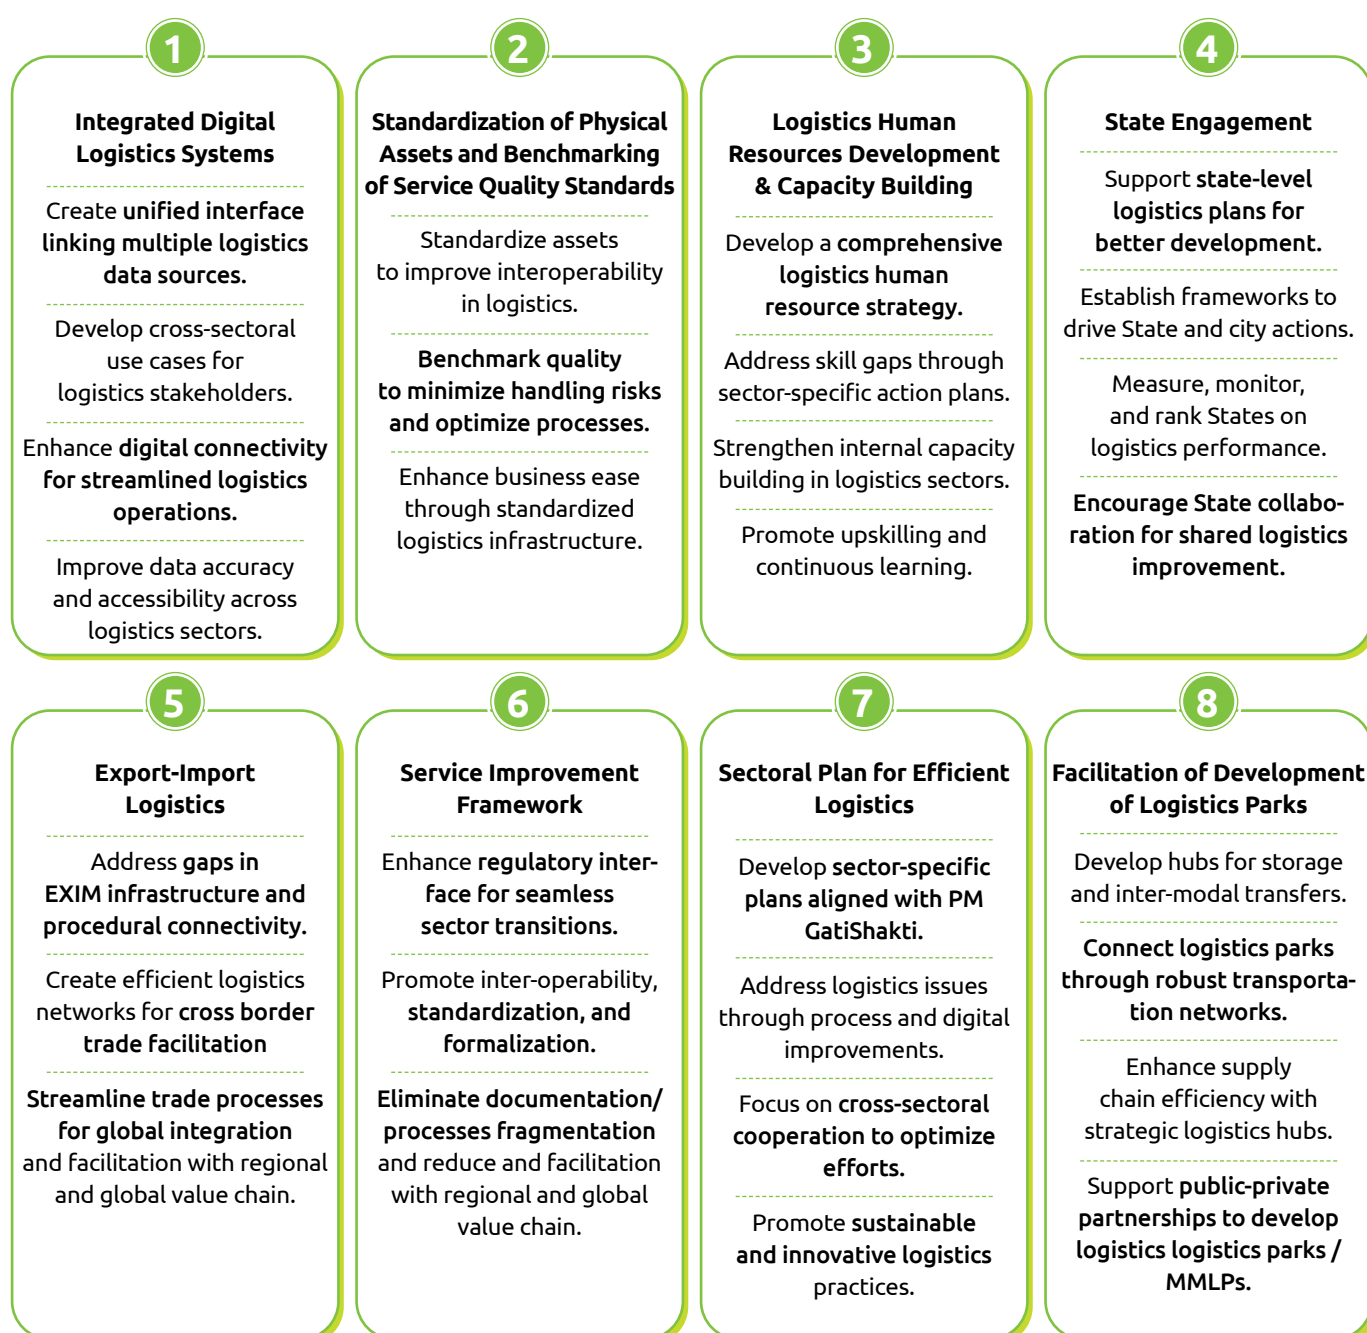 1
Integrated Digital
Logistics Systems
Create unified interface
linking multiple logistics
data sources.
Develop cross-sectoral
use cases for
logistics stakeholders.
Enhance digital connectivity
for streamlined logistics
operations.
Improve data accuracy
and accessibility across
logistics sectors.
2
Standardization of Physical
Assets and Benchmarking
of Service Quality Standards
Standardize assets
to improve interoperability
in logistics.
Benchmark quality
to minimize handling risks
and optimize processes.
Enhance business ease
through standardized
logistics infrastructure.
3
Logistics Human
Resources Development
& Capacity Building
Develop a comprehensive
logistics human
resource strategy.
Address skill gaps through
sector-specific action plans.
Strengthen internal capacity
building in logistics sectors.
Promote upskilling and
continuous learning.
4
State Engagement
Support state-level
logistics plans for
better development.
Establish frameworks to
drive State and city actions.
Measure, monitor,
and rank States on
logistics performance.
Encourage State collabo-
ration for shared logistics
improvement.
5
Export-Import
Logistics
Address gaps in
EXIM infrastructure and
procedural connectivity.
Create efficient logistics
networks for cross border
trade facilitation
Streamline trade processes
for global integration
and facilitation with regional
and global value chain.
6
Service Improvement
Framework
Enhance regulatory inter-
face for seamless
sector transitions.
Promote inter-operability,
standardization, and
formalization.
Eliminate documentation/
processes fragmentation
and reduce and facilitation
with regional and global
value chain.
7
Sectoral Plan for Efficient
Logistics
Develop sector-specific
plans aligned with PM
GatiShakti.
Address logistics issues
through process and digital
improvements.
Focus on cross-sectoral
cooperation to optimize
efforts.
Promote sustainable
and innovative logistics
practices.
8
Facilitation of Development
of Logistics Parks
Develop hubs for storage
and inter-modal transfers.
Connect logistics parks
through robust transporta-
tion networks.
Enhance supply
chain efficiency with
strategic logistics hubs.
Support public-private
partnerships to develop
logistics logistics parks /
MMLPs.